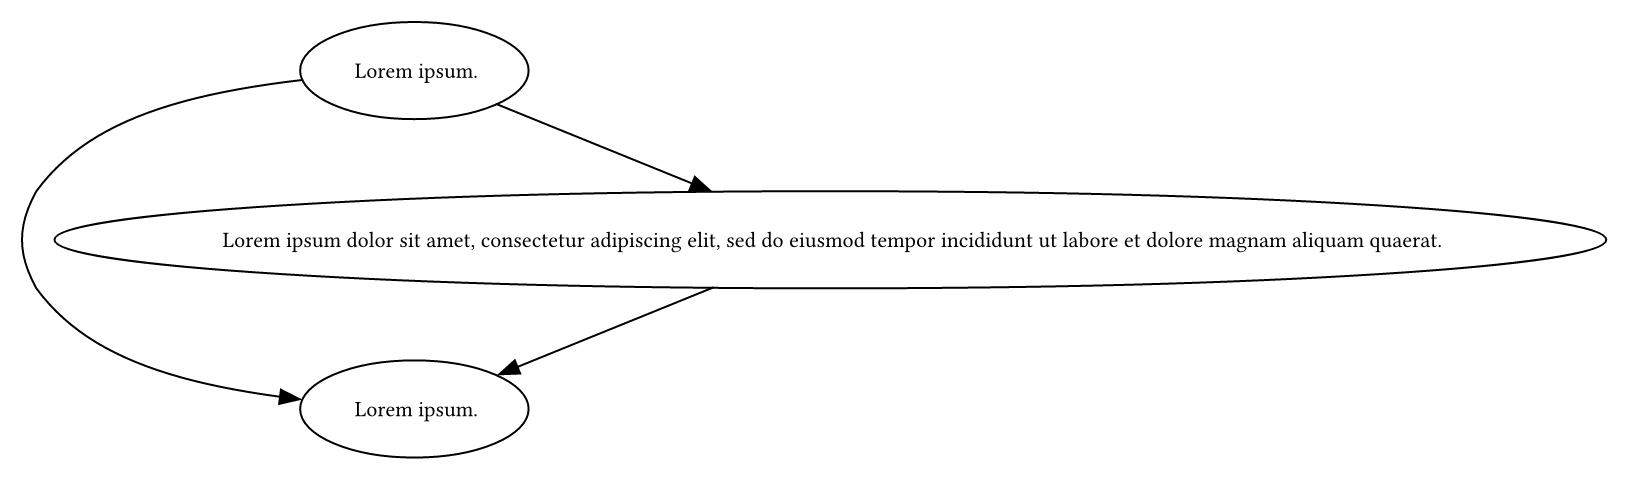 Lorem ipsum.
Lorem ipsum dolor sit amet, consectetur adipiscing elit, sed do eiusmod tempor incididunt ut labore et dolore magnam aliquam quaerat.
Lorem ipsum.